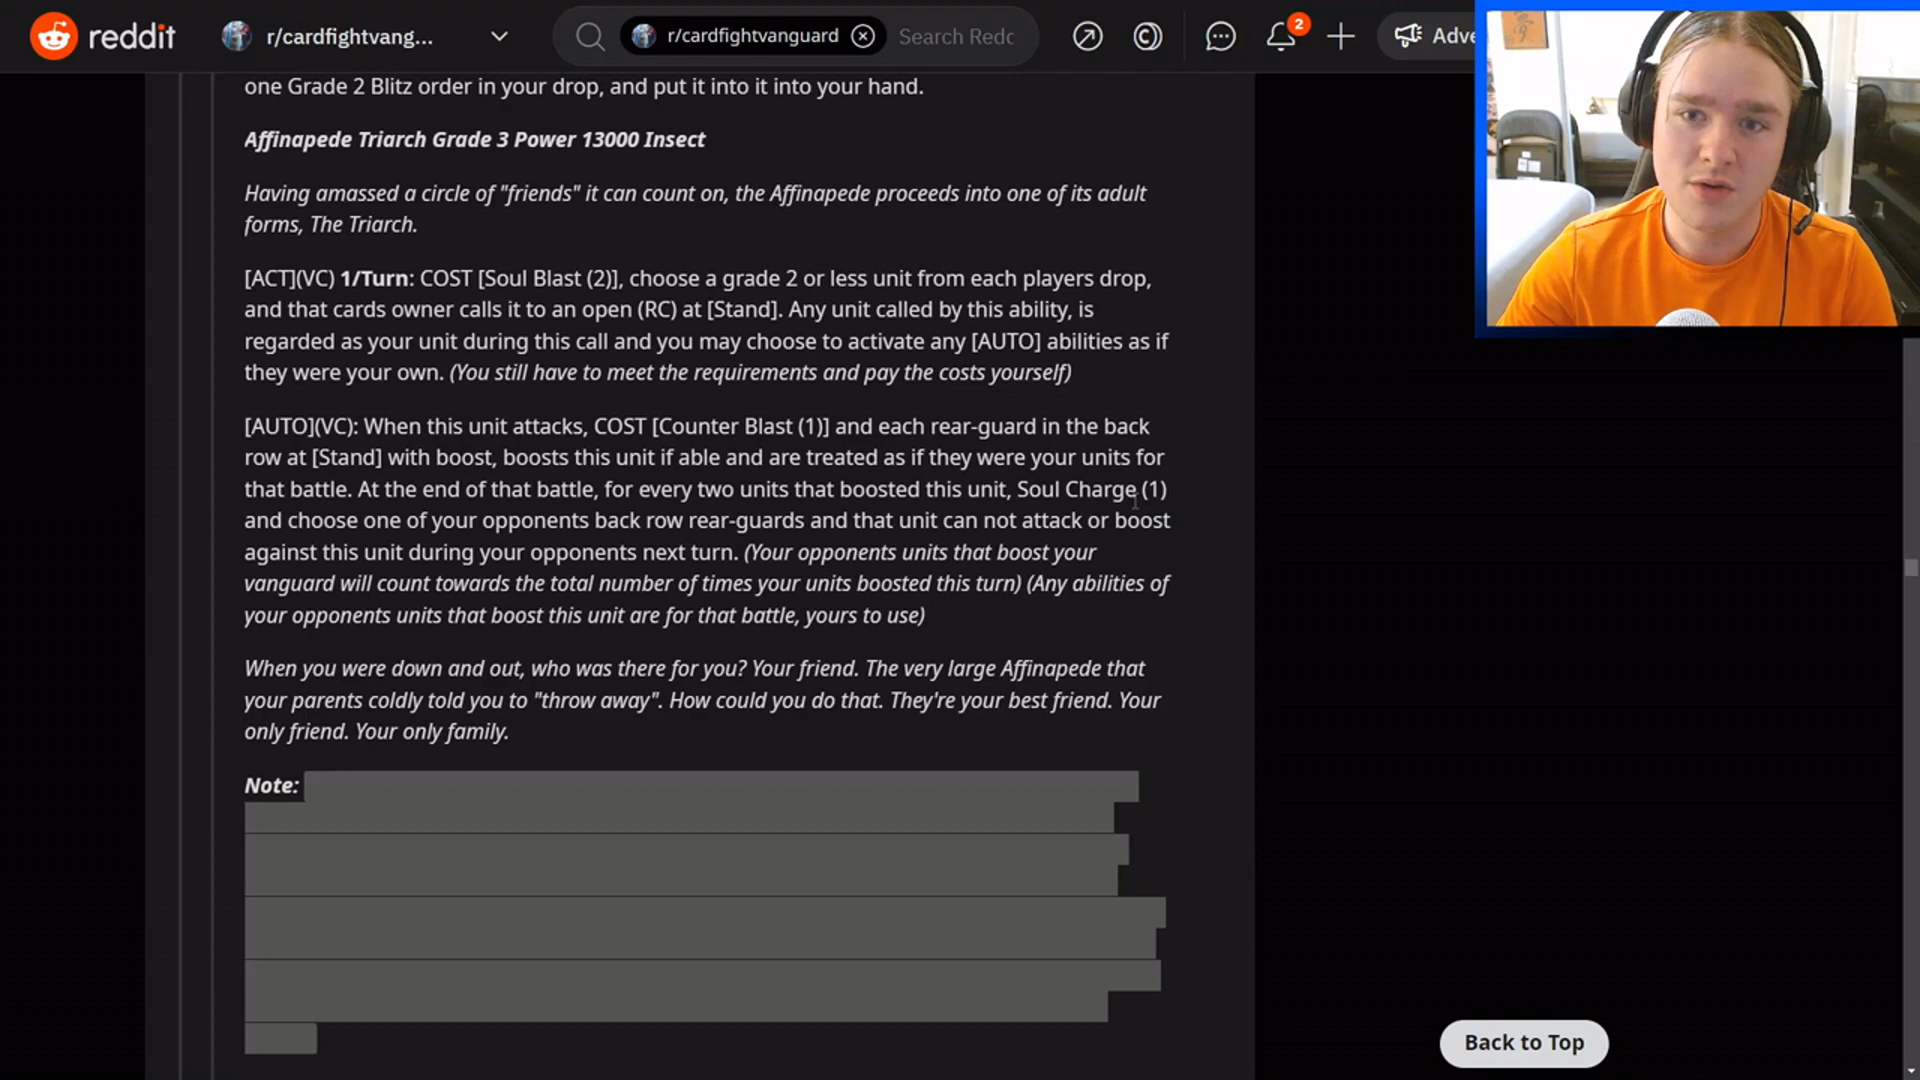 reddit
r/cardfightvang...
r/cardfightvanguard
Search Redc
2
Adve
one Grade 2 Blitz order in your drop, and put it into it into your hand.
Affinapede Triarch Grade 3 Power 13000 Insect
Having amassed a circle of "friends" it can count on, the Affinapede proceeds into one of its adult
forms, The Triarch.
[ACT](VC) 1/Turn: COST [Soul Blast (2)], choose a grade 2 or less unit from each players drop,
and that cards owner calls it to an open (RC) at [Stand]. Any unit called by this ability, is
regarded as your unit during this call and you may choose to activate any [AUTO] abilities as if
they were your own. (You still have to meet the requirements and pay the costs yourself)
[AUTO](VC): When this unit attacks, COST [Counter Blast (1)] and each rear-guard in the back
row at [Stand] with boost, boosts this unit if able and are treated as if they were your units for
that battle. At the end of that battle, for every two units that boosted this unit, Soul Charge (1)
and choose one of your opponents back row rear-guards and that unit can not attack or boost
against this unit during your opponents next turn. (Your opponents units that boost your
vanguard will count towards the total number of times your units boosted this turn) (Any abilities of
your opponents units that boost this unit are for that battle, yours to use)
When you were down and out, who was there for you? Your friend. The very large Affinapede that
your parents coldly told you to "throw away". How could you do that. They're your best friend. Your
only friend. Your only family.
Note:
Back to Top